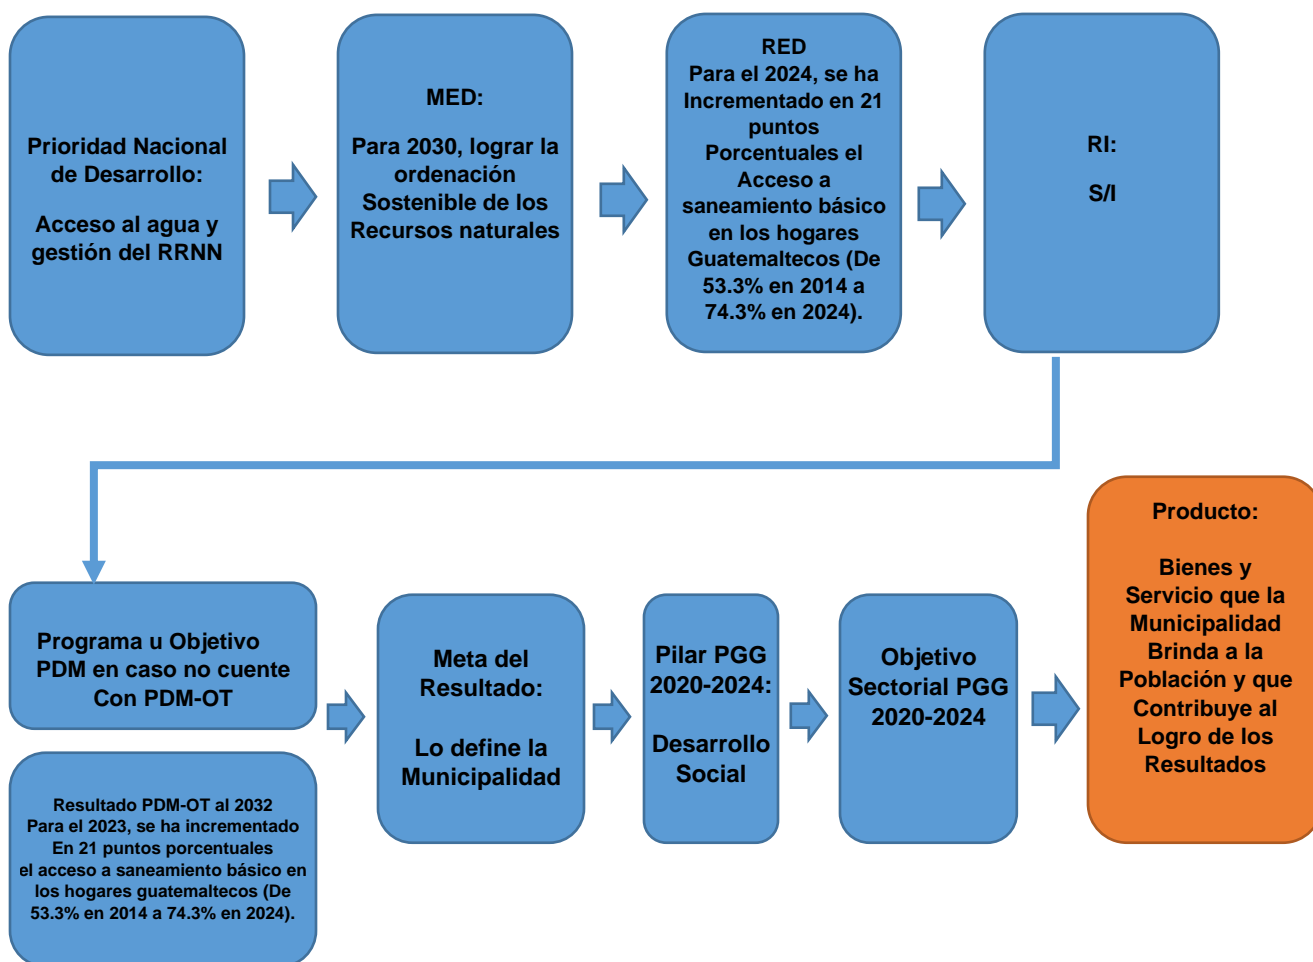 Prioridad Nacional
de Desarrollo:
Acceso al agua y
gestión del RRNN
MED:
Para 2030, lograr la
ordenación
Sostenible de los
Recursos naturales
RED
Para el 2024, se ha
Incrementado en 21
puntos
Porcentuales el
Acceso a
saneamiento básico
en los hogares
Guatemaltecos (De
53.3% en 2014 a
74.3% en 2024).
RI:
S/I
Programa u Objetivo
PDM en caso no cuente
Con PDM-OT
Resultado PDM-OT al 2032
Para el 2023, se ha incrementado
En 21 puntos porcentuales
el acceso a saneamiento básico en
los hogares guatemaltecos (De
53.3% en 2014 a 74.3% en 2024).
Meta del
Resultado:
Lo define la
Municipalidad
Pilar PGG
2020-2024:
Desarrollo
Social
Objetivo
Sectorial PGG
2020-2024
Producto:
Bienes y
Servicio que la
Municipalidad
Brinda a la
Población y que
Contribuye al
Logro de los
Resultados